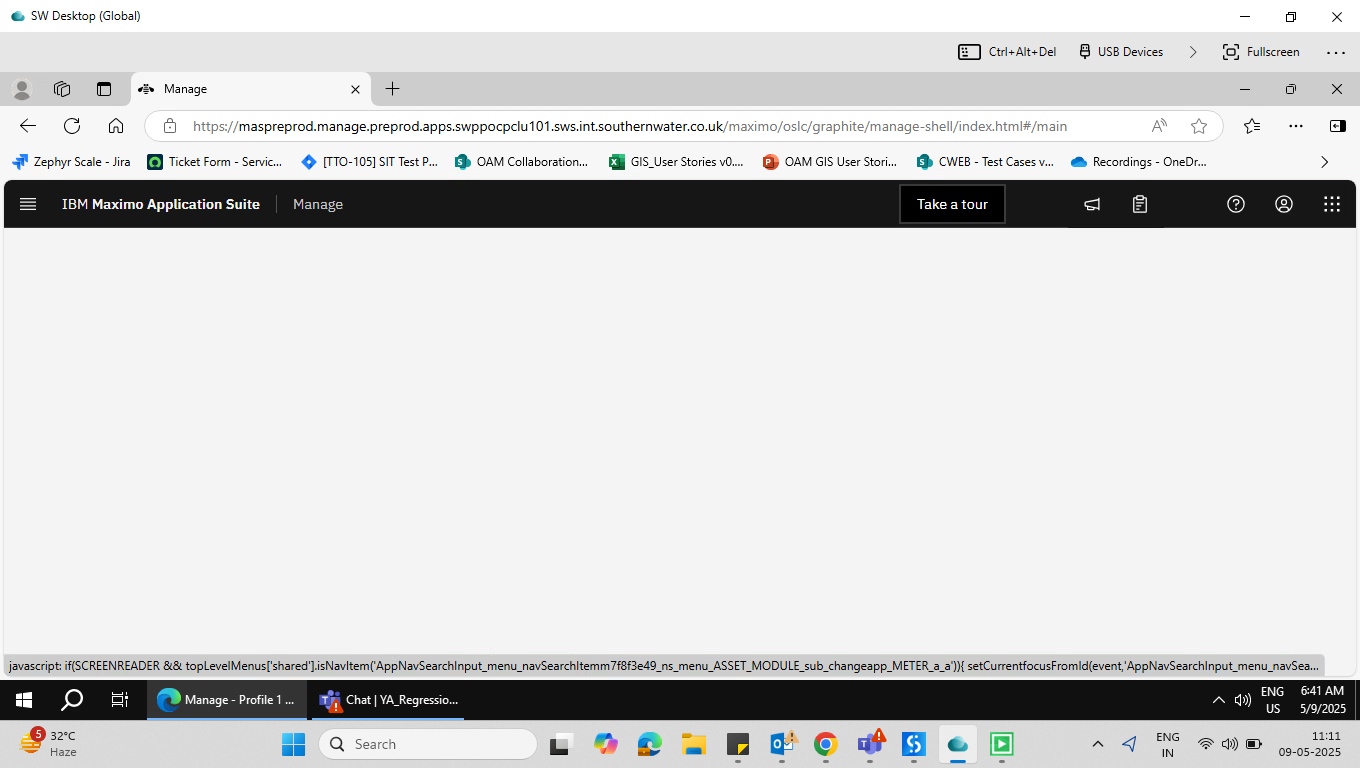 SW Desktop (Global)
Ctrl+Alt+Del USB Devices Fullscreen
Manage
https://maspreprod.manage.preprod.apps.swppocpclu101.sws.int.southernwater.co.uk/maximo/oslc/graphite/manage-shell/index.html#/main
Zephyr Scale - Jira Ticket Form - Servic... [TTO-105] SIT Test P... OAM Collaboration... GIS_User Stories v0.... OAM GIS User Stori... CWEB - Test Cases v... Recordings - OneDr...
IBM Maximo Application Suite Manage Take a tour
javascript: if(SCREENREADER && topLevelMenus['shared'].isNavItem('AppNavSearchInput_menu_navSearchItemm7f8f3e49_ns_menu_ASSET_MODULE_sub_changeapp_METER_a_a')){ setCurrentfocusFromId(event,'AppNavSearchInput_menu_navSea...
Manage - Profile 1 ... Chat | YA_Regressio... ENG 6:41 AM
US 5/9/2025
5 32°C Search ENG 11:11
Haze IN 09-05-2025